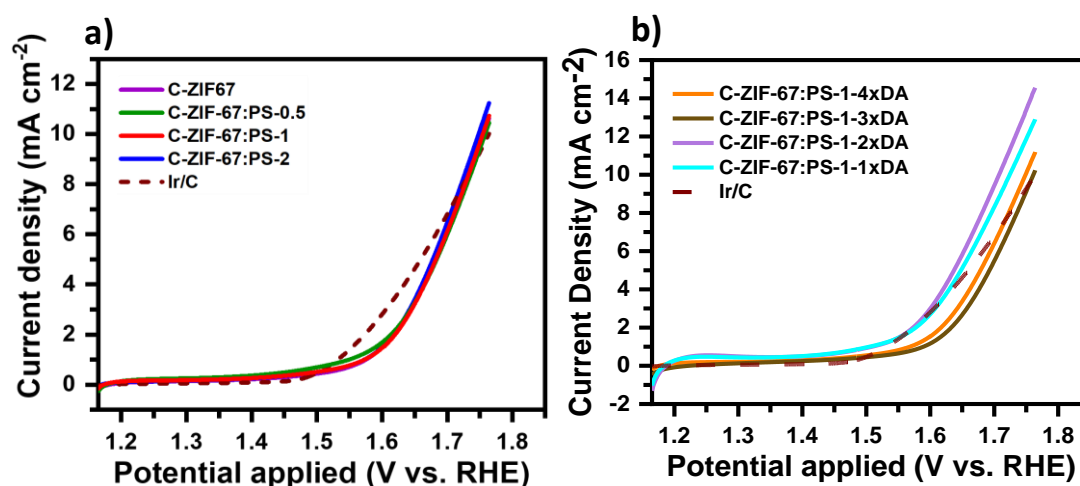 a)
Current density (mA cm-2)
12
10
8
6
4
2
0
C-ZIF67
C-ZIF-67:PS-0.5
C-ZIF-67:PS-1
C-ZIF-67:PS-2
Ir/C
1.2 1.3 1.4 1.5 1.6 1.7 1.8
Potential applied (V vs. RHE)
b)
Current Density (mA cm-2)
16
14
12
10
8
6
4
2
0
-2
C-ZIF-67:PS-1-4xDA
C-ZIF-67:PS-1-3xDA
C-ZIF-67:PS-1-2xDA
C-ZIF-67:PS-1-1xDA
Ir/C
1.2 1.3 1.4 1.5 1.6 1.7 1.8
Potential applied (V vs. RHE)